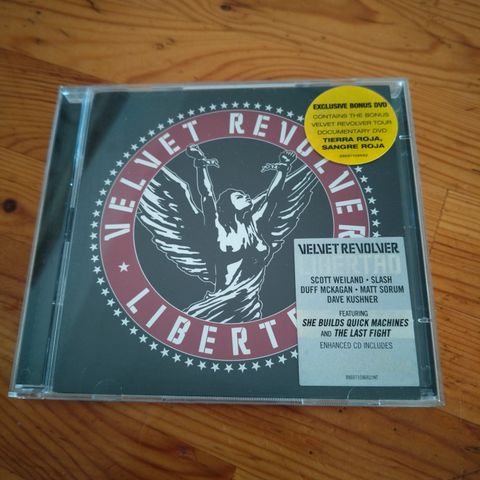 VELVET REVOLVER
LIBERT
EXCLUSIVE BONUS DVD
CONTAINS THE BONUS
VELVET REVOLVER TOUR
DOCUMENTARY DVD
TIERRA ROJA,
SANGRE ROJA
VELVET REVOLVER
SCOTT WEILAND • SLASH
DUFF MCKAGAN • MATT SORUM
DAVE KUSHNER
FEATURING
SHE BUILDS QUICK MACHINES
AND THE LAST FIGHT
ENHANCED CD INCLUDES